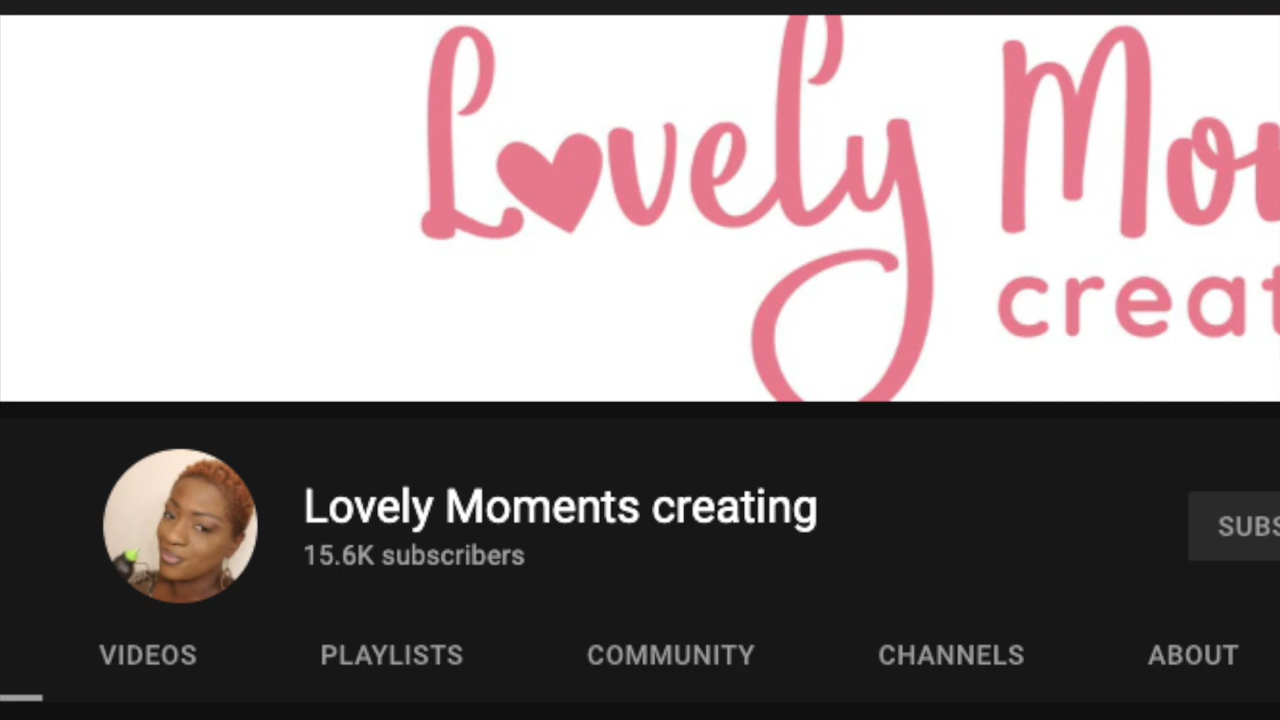 Lovely Mo
creat
Lovely Moments creating
15.6K subscribers
SUBS
VIDEOS PLAYLISTS COMMUNITY CHANNELS ABOUT